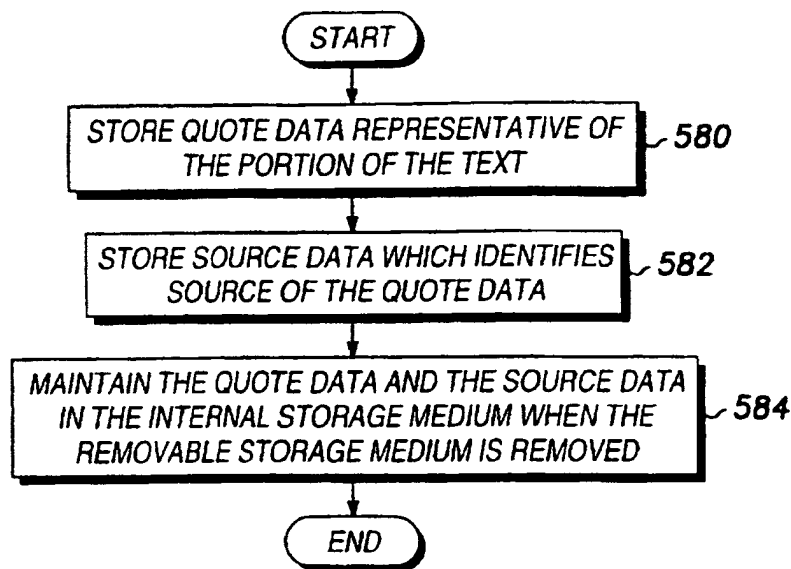 START
STORE QUOTE DATA REPRESENTATIVE OF
THE PORTION OF THE TEXT
580
STORE SOURCE DATA WHICH IDENTIFIES
SOURCE OF THE QUOTE DATA
582
MAINTAIN THE QUOTE DATA AND THE SOURCE DATA
IN THE INTERNAL STORAGE MEDIUM WHEN THE
REMOVABLE STORAGE MEDIUM IS REMOVED
584
END